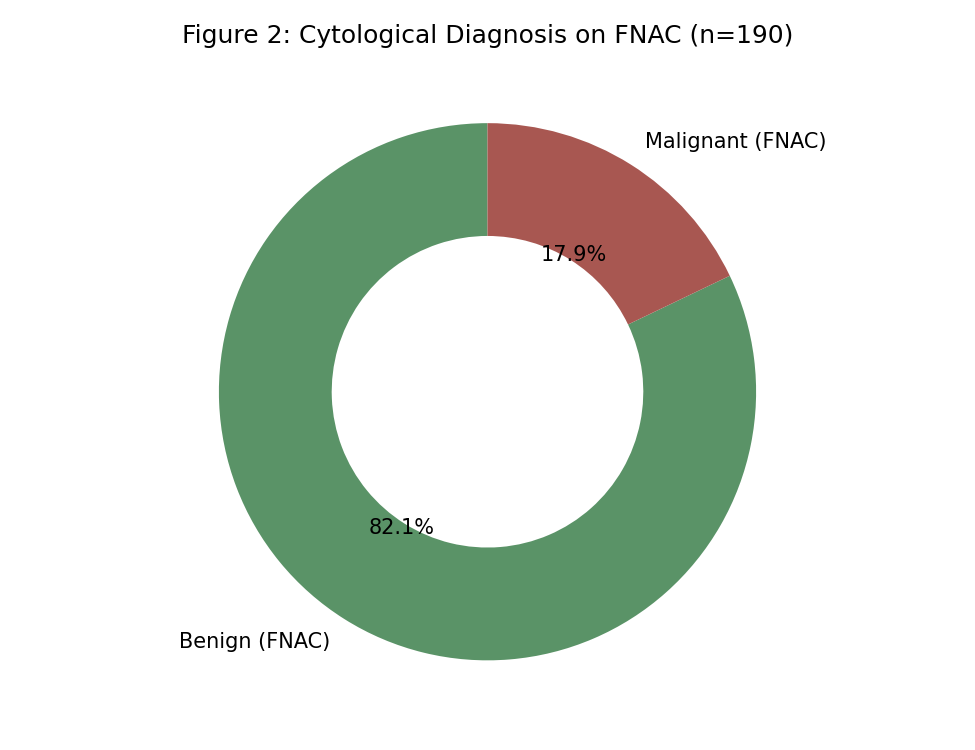 Figure 2: Cytological Diagnosis on FNAC (n=190)
Malignant (FNAC)
17.9%
82.1%
Benign (FNAC)